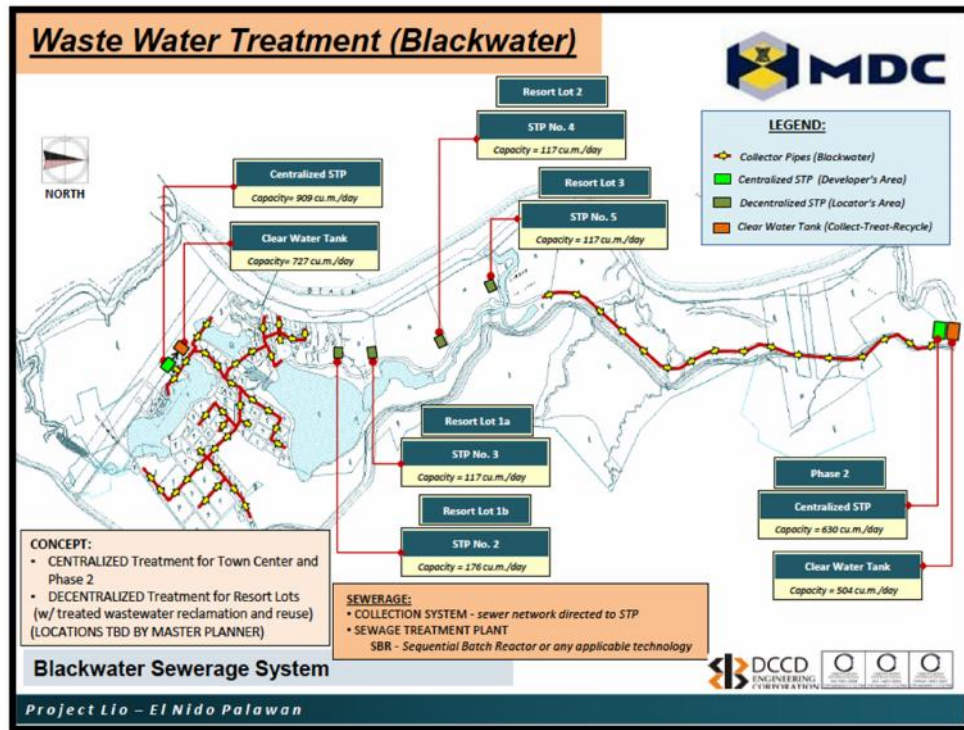 Waste Water Treatment (Blackwater)
MDC
NORTH
LEGEND:
Collector Pipes (Blackwater)
Centralized STP (Developer's Area)
Decentralized STP (Locator's Area)
Clear Water Tank (Collect-Treat-Recycle)
Resort Lot 2
STP No. 4
Capacity = 117 cu.m./day
Centralized STP
Capacity= 909 cu.m./day
Resort Lot 3
STP No. 5
Capacity = 117 cu.m./day
Clear Water Tank
Capacity= 727 cu.m./day
Resort Lot 1a
STP No. 3
Capacity = 117 cu.m./day
Resort Lot 1b
STP No. 2
Capacity = 176 cu.m./day
Phase 2
Centralized STP
Capacity = 630 cu.m./day
Clear Water Tank
Capacity = 504 cu.m./day
CONCEPT:
• CENTRALIZED Treatment for Town Center and
Phase 2
• DECENTRALIZED Treatment for Resort Lots
(w/ treated wastewater reclamation and reuse)
(LOCATIONS TBD BY MASTER PLANNER)
SEWERAGE:
• COLLECTION SYSTEM - sewer network directed to STP
• SEWAGE TREATMENT PLANT
SBR - Sequential Batch Reactor or any applicable technology
Blackwater Sewerage System
DCCD
ENGINEERING
CORPORATION
Project Lio – El Nido Palawan